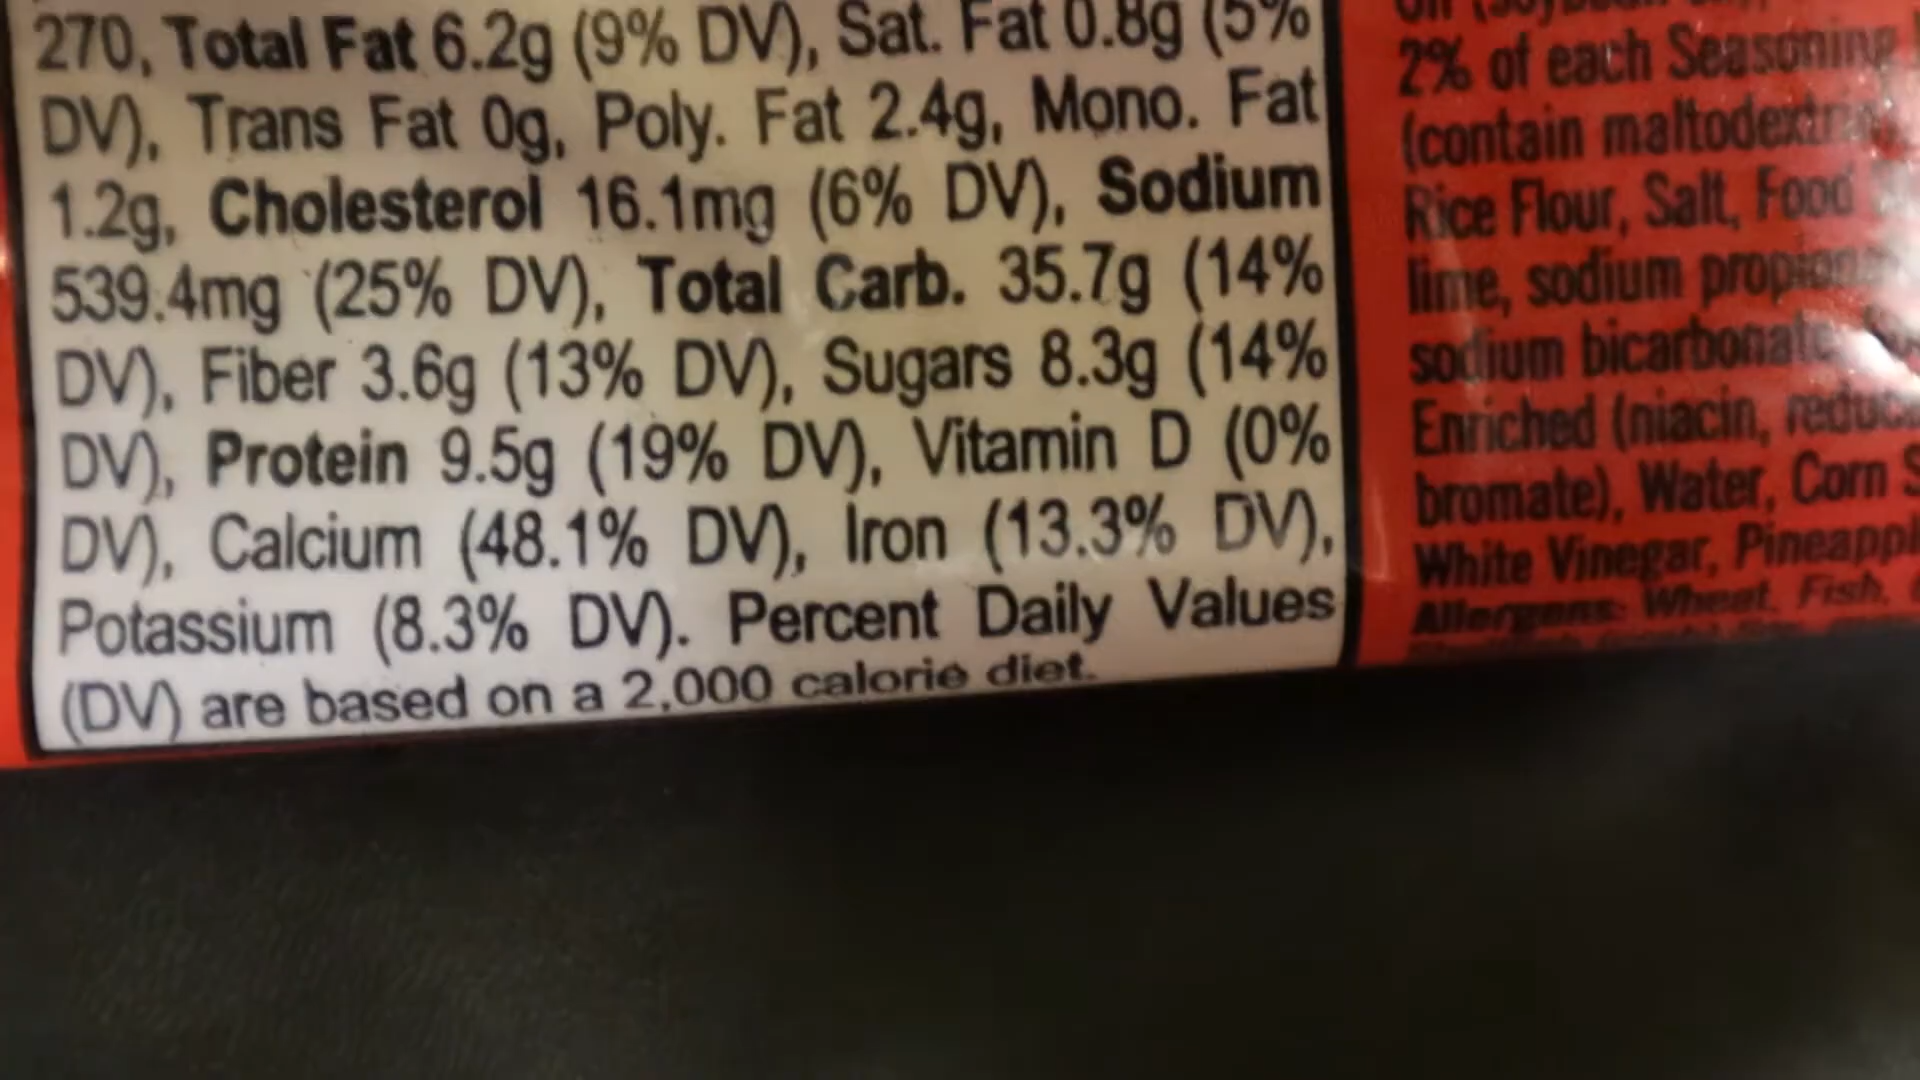 270, Total Fat 6.2g (9% DV), Sat. Fat 0.8g (5%
DV), Trans Fat 0g, Poly. Fat 2.4g, Mono. Fat
1.2g, Cholesterol 16.1mg (6% DV), Sodium
539.4mg (25% DV), Total Carb. 35.7g (14%
DV), Fiber 3.6g (13% DV), Sugars 8.3g (14%
DV), Protein 9.5g (19% DV), Vitamin D (0%
DV), Calcium (48.1% DV), Iron (13.3% DV),
Potassium (8.3% DV). Percent Daily Values
(DV) are based on a 2,000 calorie diet.
2% of each Seasoning
(contain
Rice Flour, Salt, Food
lime, sodium
sodium bicarbonate
Enriched (niacin,
bromate), Water, Corn
White Vinegar,
Allergens: Wheat, Fish,